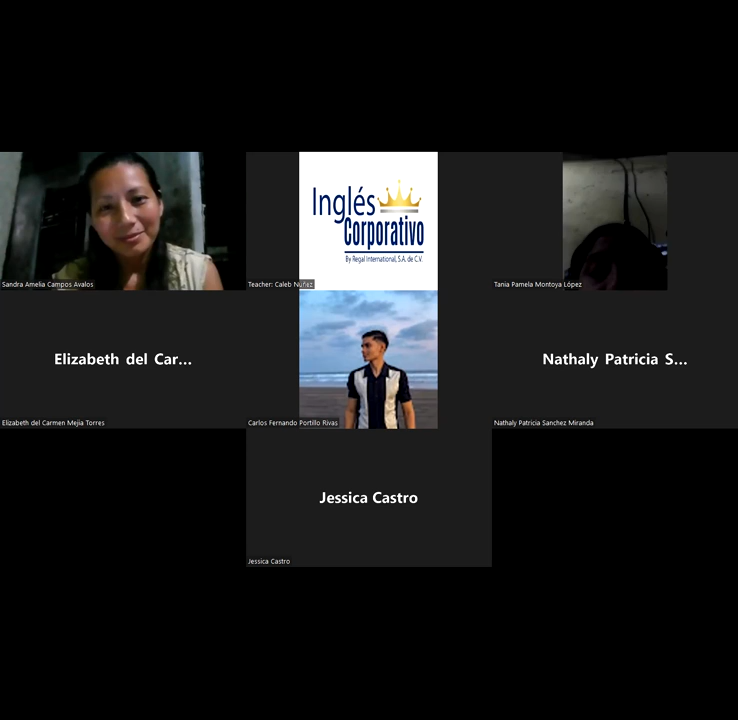 Inglés
Corporativo
By Regal International, S.A. de C.V.
Sandra Amelia Campos Avalos
Teacher: Caleb Nuñez
Tania Pamela Montoya López
Elizabeth del Car...
Nathaly Patricia S...
Elizabeth del Carmen Mejia Torres
Carlos Fernando Portillo Rivas
Nathaly Patricia Sanchez Miranda
Jessica Castro
Jessica Castro